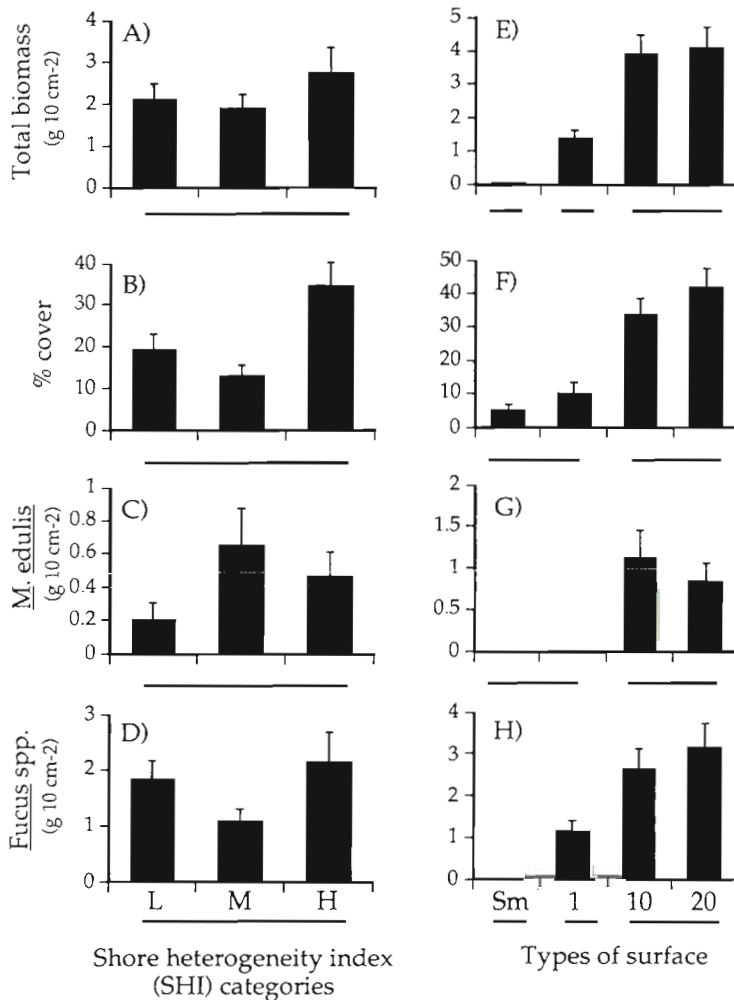 A)
Total biomass
(g 10 cm-2)
4
3
2
1
0
E)
5
4
3
2
1
0
B)
% cover
40
30
20
10
0
F)
50
40
30
20
10
0
C)
M. edulis
(g 10 cm-2)
1
0.8
0.6
0.4
0.2
0
G)
2
1.5
1
0.5
0
D)
Fucus spp.
(g 10 cm-2)
3
2
1
0
L M H
Shore heterogeneity index
(SHI) categories
H)
4
3
2
1
0
Sm 1 10 20
Types of surface